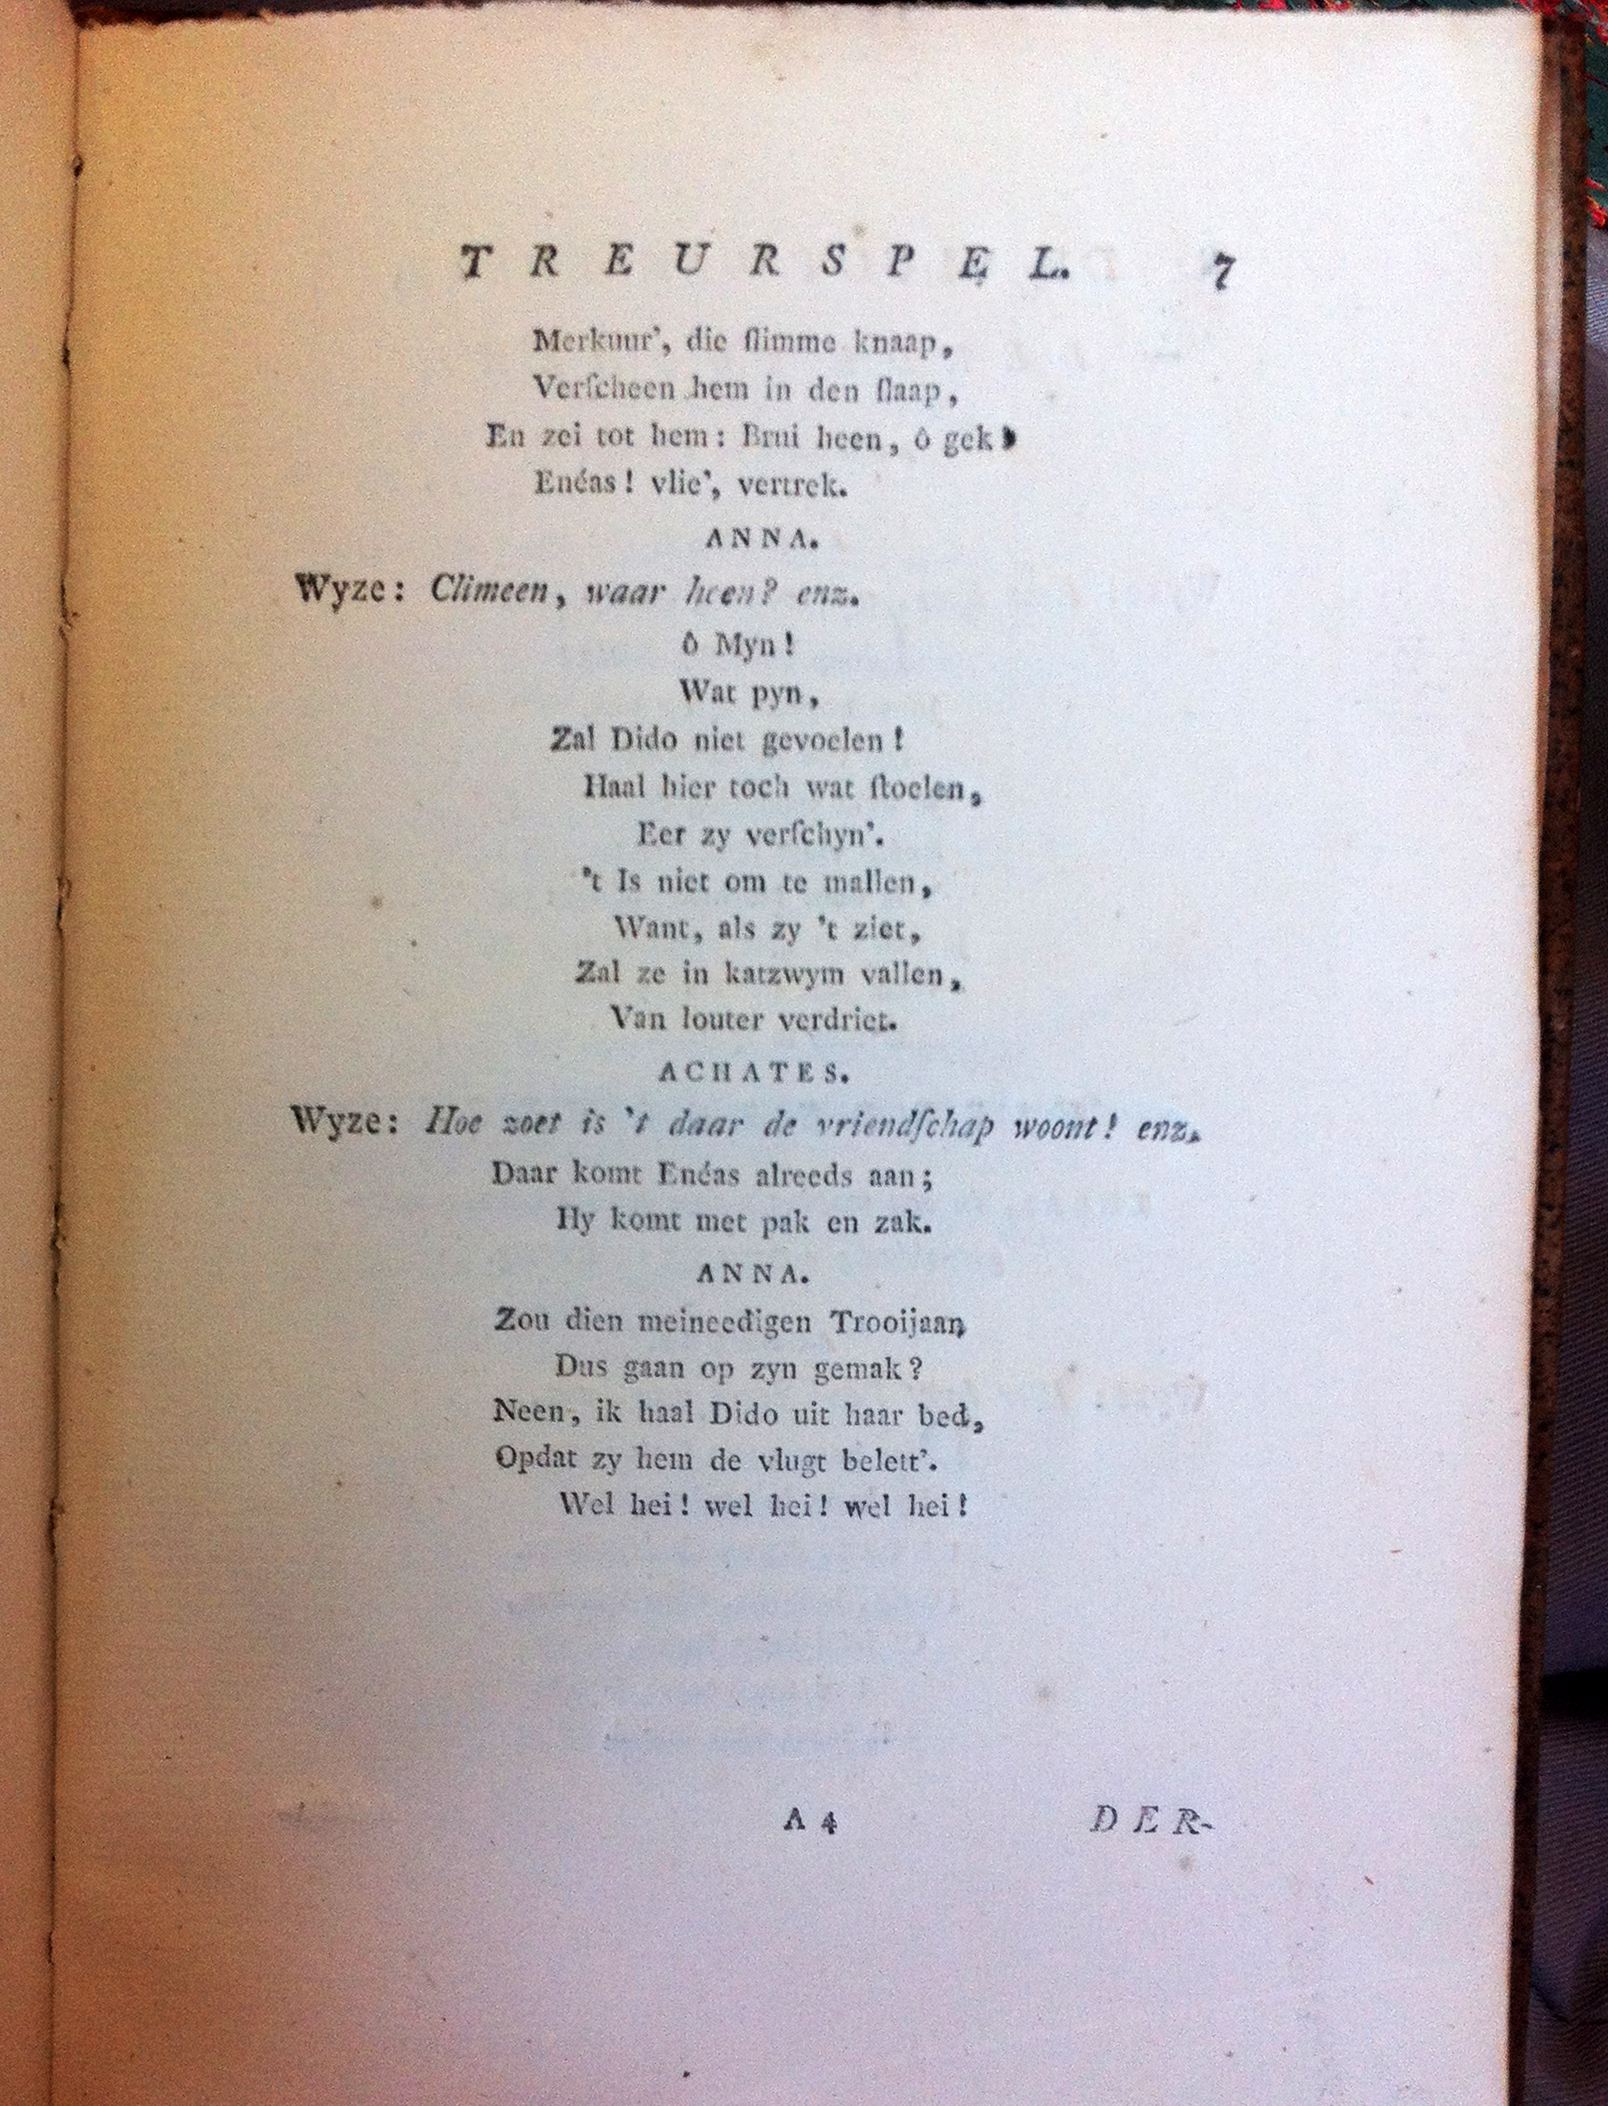 TREURSPEL. 7
Merkuur', die ſlimme knaap,
Verſcheen hem in den ſlaap,
En zei tot hem: Brui heen, ô gek!
Enéas! vlie', vertrek.
ANNA.
Wyze: Climeen, waar heen? enz.
ô Myn!
Wat pyn,
Zal Dido niet gevoelen!
Haal hier toch wat ſtoelen,
Eer zy verſchyn'.
't Is niet om te mallen,
Want, als zy 't ziet,
Zal ze in katzwym vallen,
Van louter verdriet.
ACHATES.
Wyze: Hoe zoet is 't daar de vriendſchap woont! enz.
Daar komt Enéas alreeds aan;
Hy komt met pak en zak.
ANNA.
Zou dien meineedigen Trooijaan
Dus gaan op zyn gemak?
Neen, ik haal Dido uit haar bed,
Opdat zy hem de vlugt belett'.
Wel hei! wel hei! wel hei!
A 4 DER-